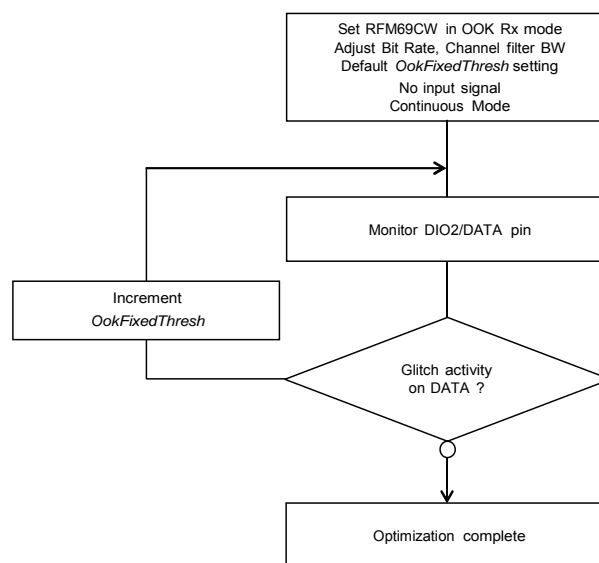 Set RFM69CW in OOK Rx mode
Adjust Bit Rate, Channel filter BW
Default OokFixedThresh setting
No input signal
Continuous Mode
Monitor DIO2/DATA pin
Increment
OokFixedThresh
Glitch activity
on DATA ?
Optimization complete